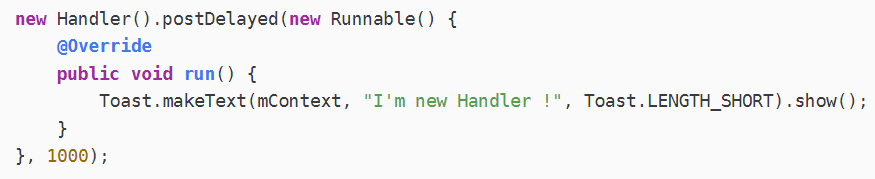 new Handler().postDelayed(new Runnable() {
    @Override
    public void run() {
        Toast.makeText(mContext, "I'm new Handler !", Toast.LENGTH_SHORT).show();
    }
}, 1000);